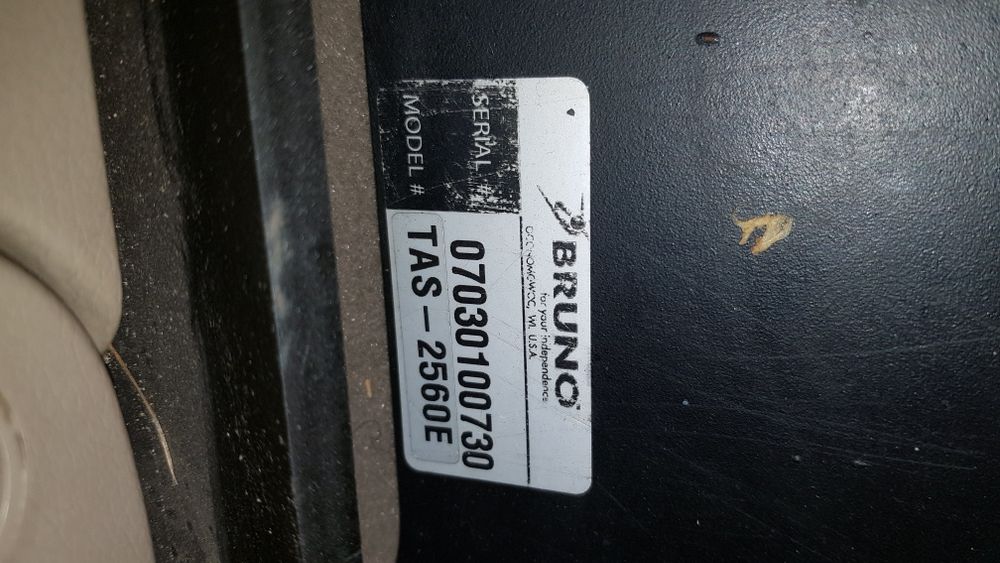 BRUNO
for your independence
OCONOMOWOC, WI. U.S.A.
SERIAL # 07030100730
MODEL # TAS-2560E